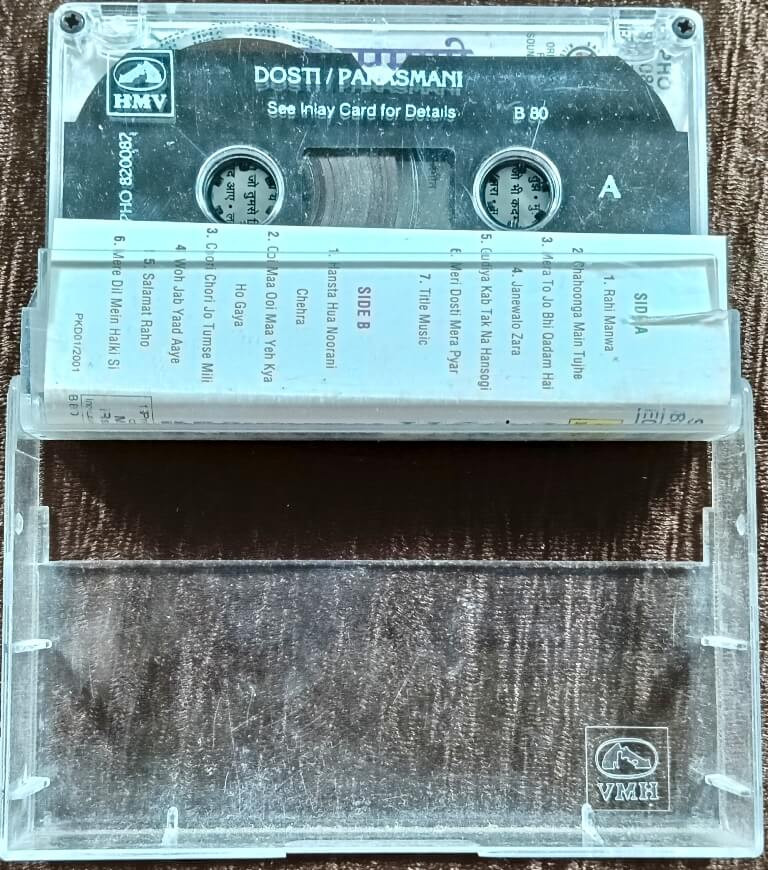 HMV
DOSTI / PARASMANI
See Inlay Card for Details
B 80
A
SIDE A
1. Rahi Manwa
2. Chahoonga Main Tujhe
3. Mera To Jo Bhi Qadam Hai
4. Janewalo Zara
5. Gudiya Kab Tak Na Hansogi
6. Meri Dosti Mera Pyar
7. Title Music
SIDE B
1. Hansta Hua Noorani
Chehra
2. Ooi Maa Ooi Maa Yeh Kya
Ho Gaya
3. Chori Chori Jo Tumse Mili
4. Woh Jab Yaad Aaye
5. Salamat Raho
6. Mere Dil Mein Halki Si
PKD01/2001
HMV